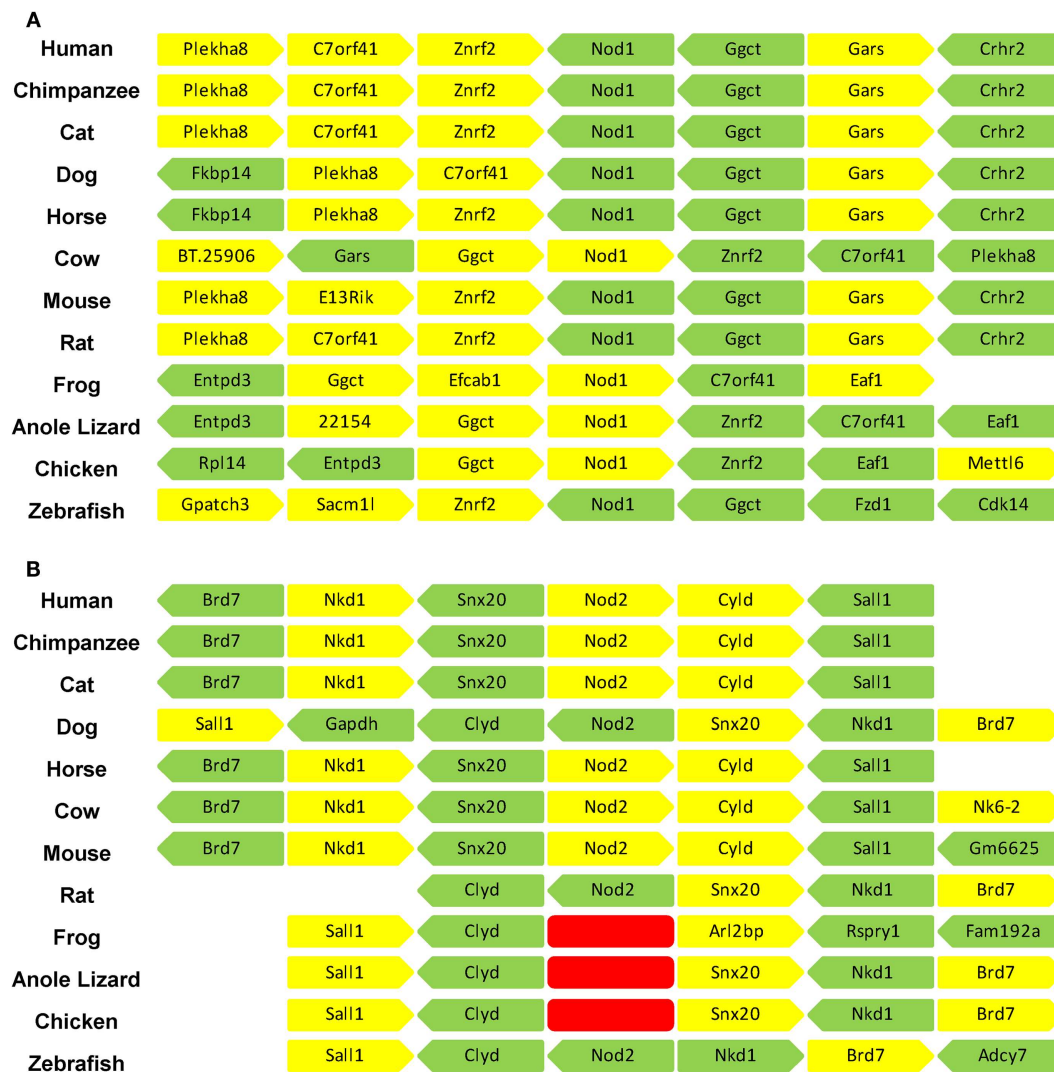 A
Human Plekha8 C7orf41 Znrf2 Nod1 Ggct Gars Crhr2
Chimpanzee Plekha8 C7orf41 Znrf2 Nod1 Ggct Gars Crhr2
Cat Plekha8 C7orf41 Znrf2 Nod1 Ggct Gars Crhr2
Dog Fkbp14 Plekha8 C7orf41 Nod1 Ggct Gars Crhr2
Horse Fkbp14 Plekha8 Znrf2 Nod1 Ggct Gars Crhr2
Cow BT.25906 Gars Ggct Nod1 Znrf2 C7orf41 Plekha8
Mouse Plekha8 E13Rik Znrf2 Nod1 Ggct Gars Crhr2
Rat Plekha8 C7orf41 Znrf2 Nod1 Ggct Gars Crhr2
Frog Entpd3 Ggct Efcab1 Nod1 C7orf41 Eaf1
Anole Lizard Entpd3 22154 Ggct Nod1 Znrf2 C7orf41 Eaf1
Chicken Rpl14 Entpd3 Ggct Nod1 Znrf2 Eaf1 Mettl6
Zebrafish Gpatch3 Sacm1l Znrf2 Nod1 Ggct Fzd1 Cdk14
B
Human Brd7 Nkd1 Snx20 Nod2 Cyld Sall1
Chimpanzee Brd7 Nkd1 Snx20 Nod2 Cyld Sall1
Cat Brd7 Nkd1 Snx20 Nod2 Cyld Sall1
Dog Sall1 Gapdh Clyd Nod2 Snx20 Nkd1 Brd7
Horse Brd7 Nkd1 Snx20 Nod2 Cyld Sall1
Cow Brd7 Nkd1 Snx20 Nod2 Cyld Sall1 Nk6-2
Mouse Brd7 Nkd1 Snx20 Nod2 Cyld Sall1 Gm6625
Rat Clyd Nod2 Snx20 Nkd1 Brd7
Frog Sall1 Clyd Arl2bp Rspry1 Fam192a
Anole Lizard Sall1 Clyd Snx20 Nkd1 Brd7
Chicken Sall1 Clyd Snx20 Nkd1 Brd7
Zebrafish Sall1 Clyd Nod2 Nkd1 Brd7 Adcy7